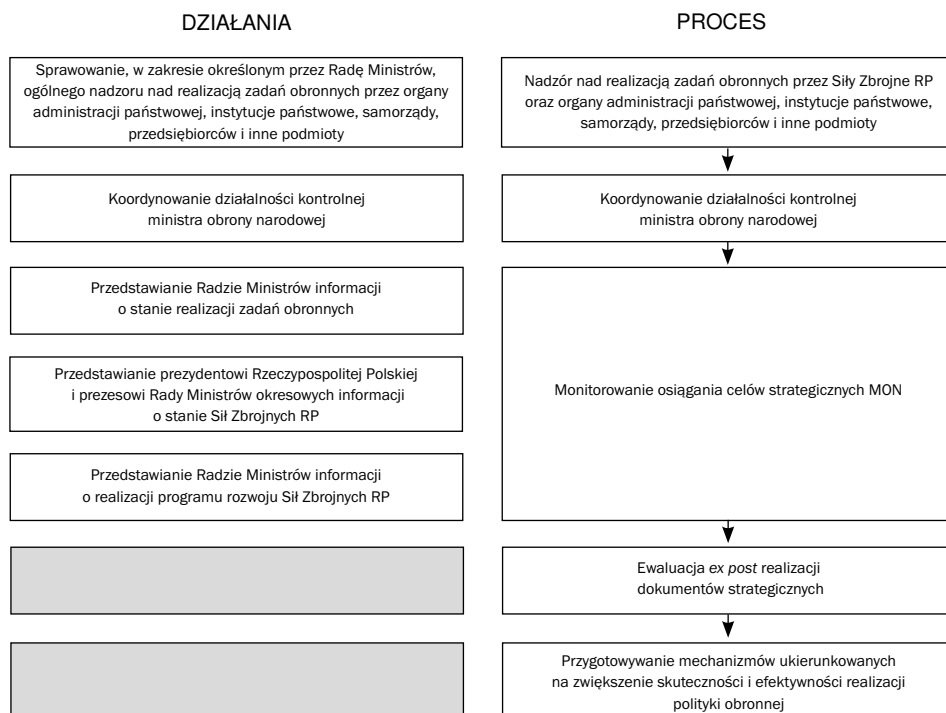 DZIAŁANIA
Sprawowanie, w zakresie określonym przez Radę Ministrów,
ogólnego nadzoru nad realizacją zadań obronnych przez organy
administracji państwowej, instytucje państwowe, samorządy,
przedsiębiorców i inne podmioty
Koordynowanie działalności kontrolnej
ministra obrony narodowej
Przedstawianie Radzie Ministrów informacji
o stanie realizacji zadań obronnych
Przedstawianie prezydentowi Rzeczypospolitej Polskiej
i prezesowi Rady Ministrów okresowych informacji
o stanie Sił Zbrojnych RP
Przedstawianie Radzie Ministrów informacji
o realizacji programu rozwoju Sił Zbrojnych RP
PROCES
Nadzór nad realizacją zadań obronnych przez Siły Zbrojne RP
oraz organy administracji państwowej, instytucje państwowe,
samorządy, przedsiębiorców i inne podmioty
Koordynowanie działalności kontrolnej
ministra obrony narodowej
Monitorowanie osiągania celów strategicznych MON
Ewaluacja ex post realizacji
dokumentów strategicznych
Przygotowywanie mechanizmów ukierunkowanych
na zwiększenie skuteczności i efektywności realizacji
polityki obronnej